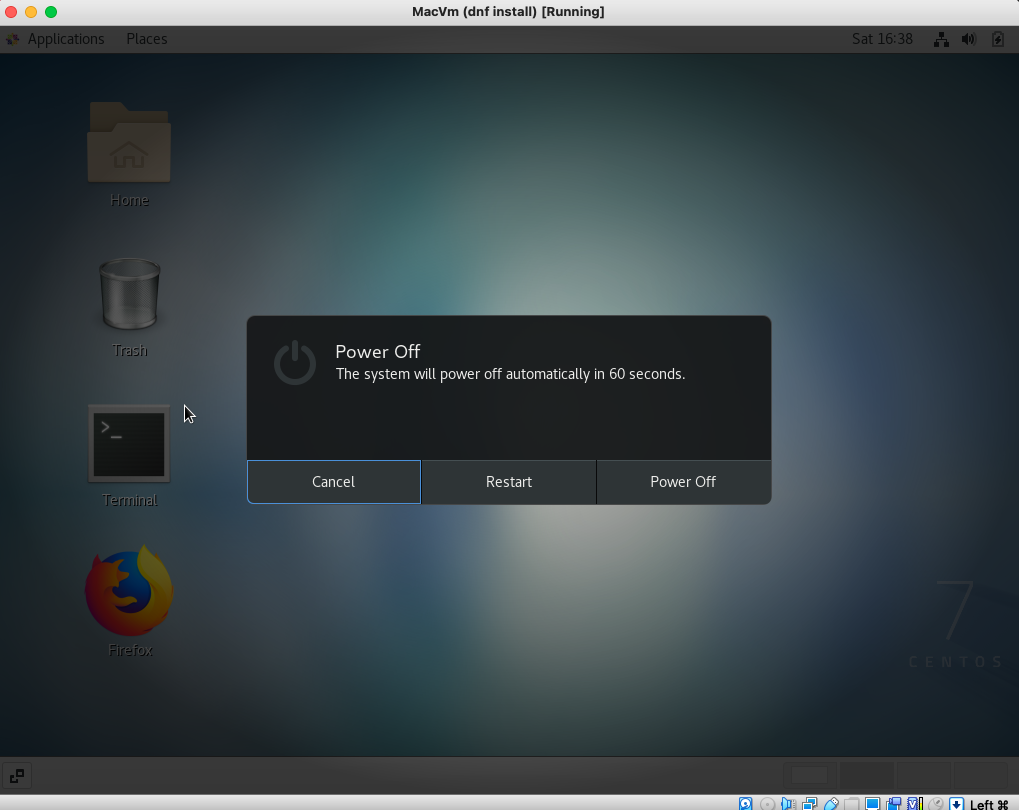 MacVm (dnf install) [Running]
Applications Places Sat 16:38
Home
Trash
Power Off
The system will power off automatically in 60 seconds.
Cancel Restart Power Off
>_
Terminal
Firefox
7
CENTOS
Left ⌘